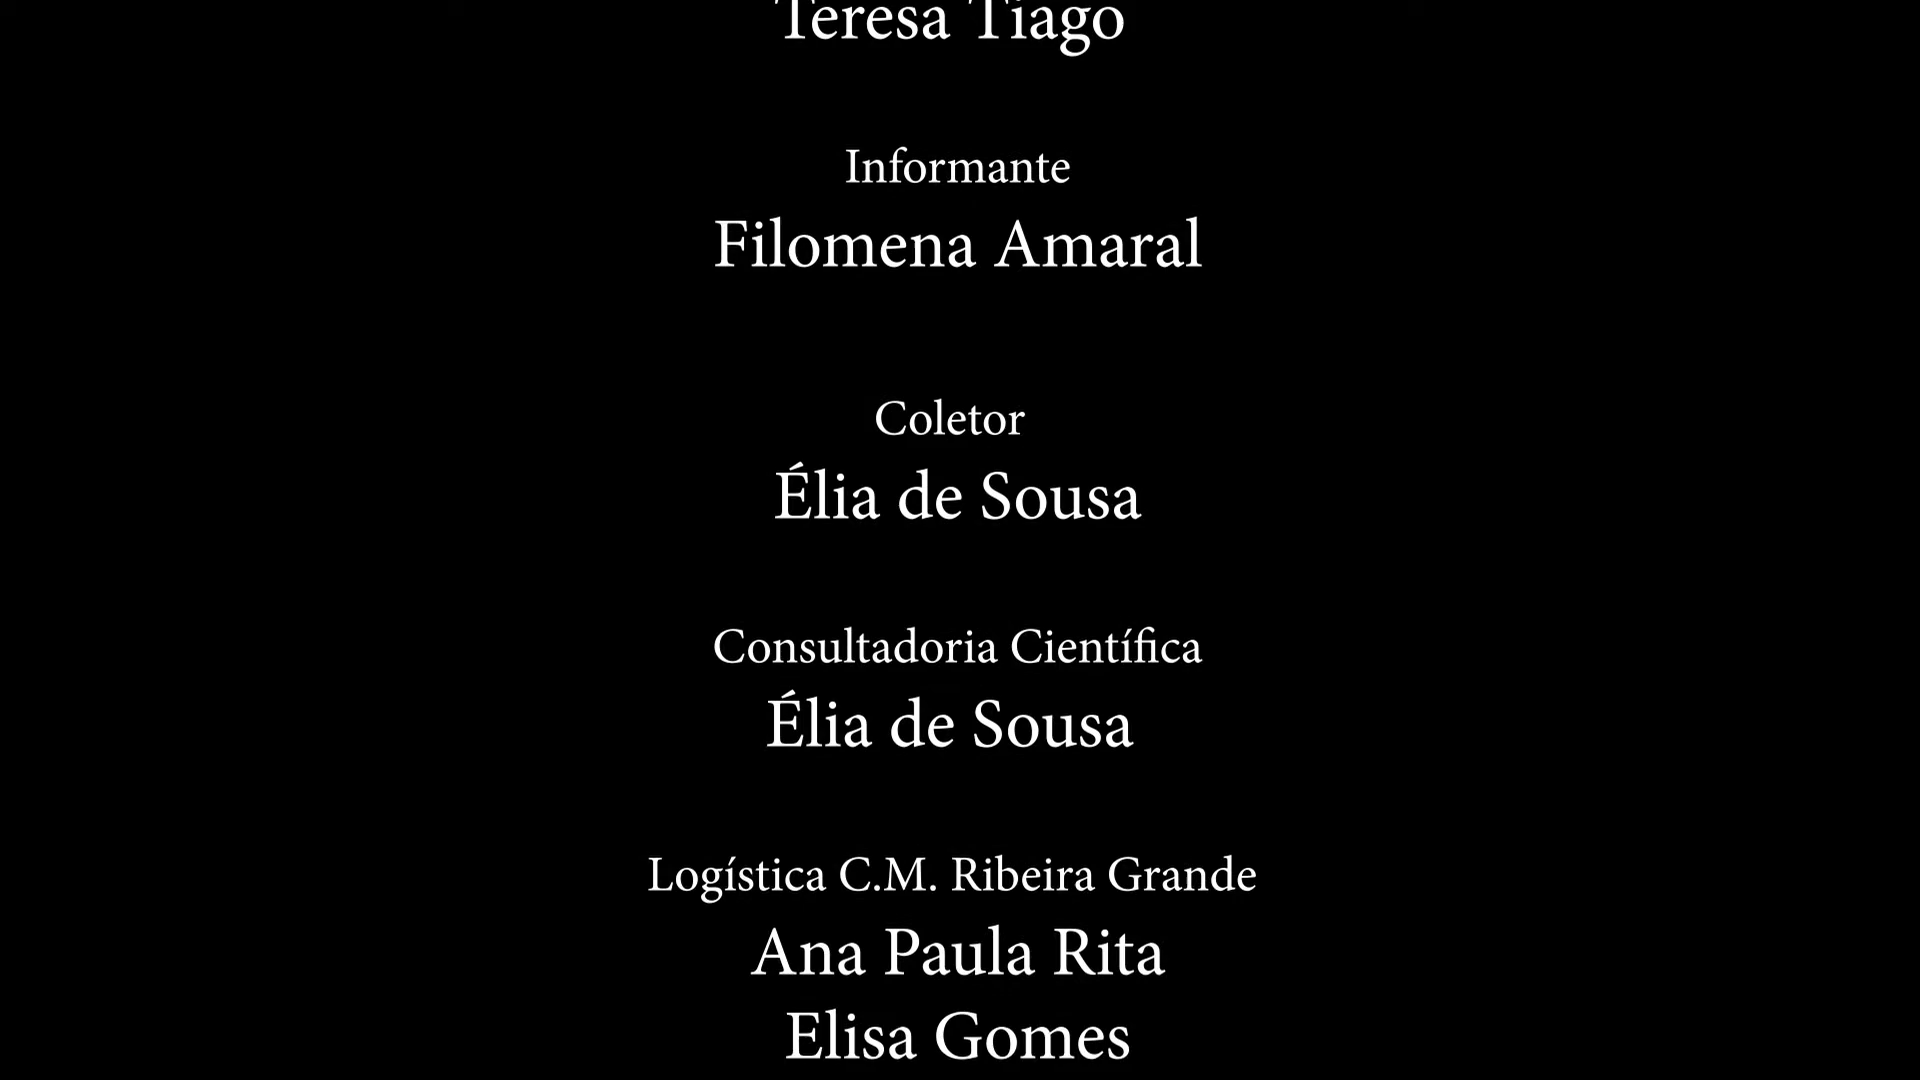 Teresa Tiago
Informante
Filomena Amaral
Coletor
Élia de Sousa
Consultadoria Científica
Élia de Sousa
Logística C.M. Ribeira Grande
Ana Paula Rita
Elisa Gomes